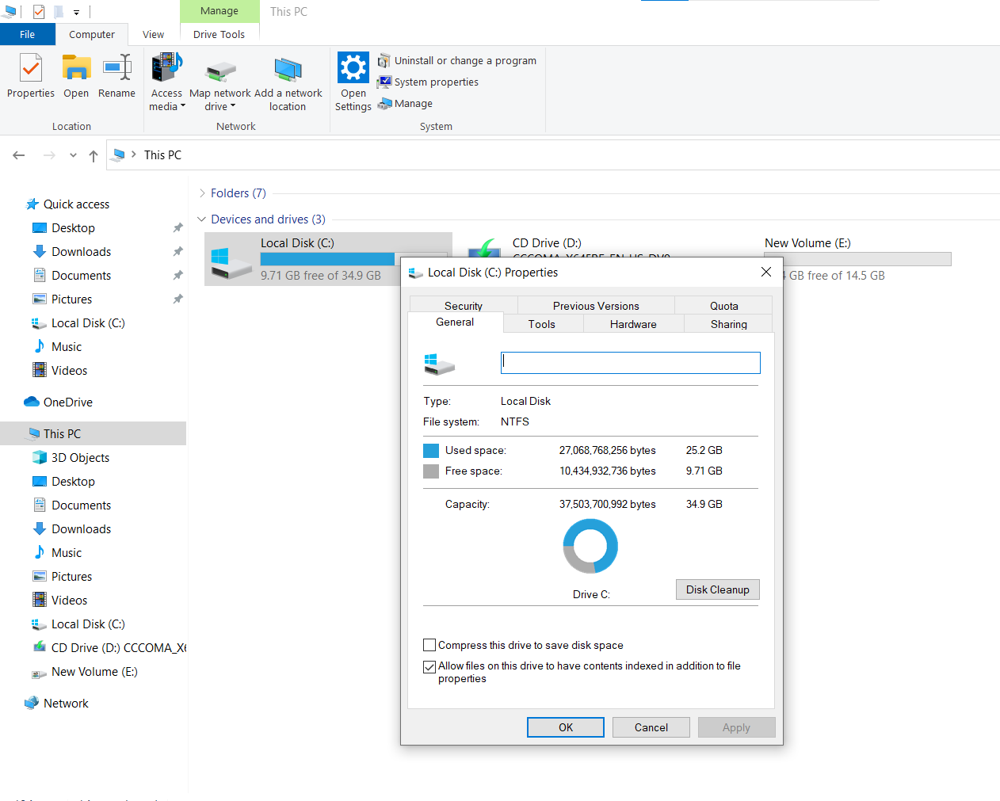 Manage
This PC
File
Computer
View
Drive Tools
Properties
Open
Rename
Access media
Map network drive
Add a network location
Open Settings
Uninstall or change a program
System properties
Manage
Location
Network
System
This PC
Quick access
Desktop
Downloads
Documents
Pictures
Local Disk (C:)
Music
Videos
OneDrive
This PC
3D Objects
Desktop
Documents
Downloads
Music
Pictures
Videos
Local Disk (C:)
CD Drive (D:) CCCOMA_X6
New Volume (E:)
Network
Folders (7)
Devices and drives (3)
Local Disk (C:)
9.71 GB free of 34.9 GB
CD Drive (D:)
New Volume (E:)
GB free of 14.5 GB
Local Disk (C:) Properties
Security
Previous Versions
Quota
General
Tools
Hardware
Sharing
Type: Local Disk
File system: NTFS
Used space: 27,068,768,256 bytes 25.2 GB
Free space: 10,434,932,736 bytes 9.71 GB
Capacity: 37,503,700,992 bytes 34.9 GB
Drive C:
Disk Cleanup
Compress this drive to save disk space
Allow files on this drive to have contents indexed in addition to file
properties
OK
Cancel
Apply